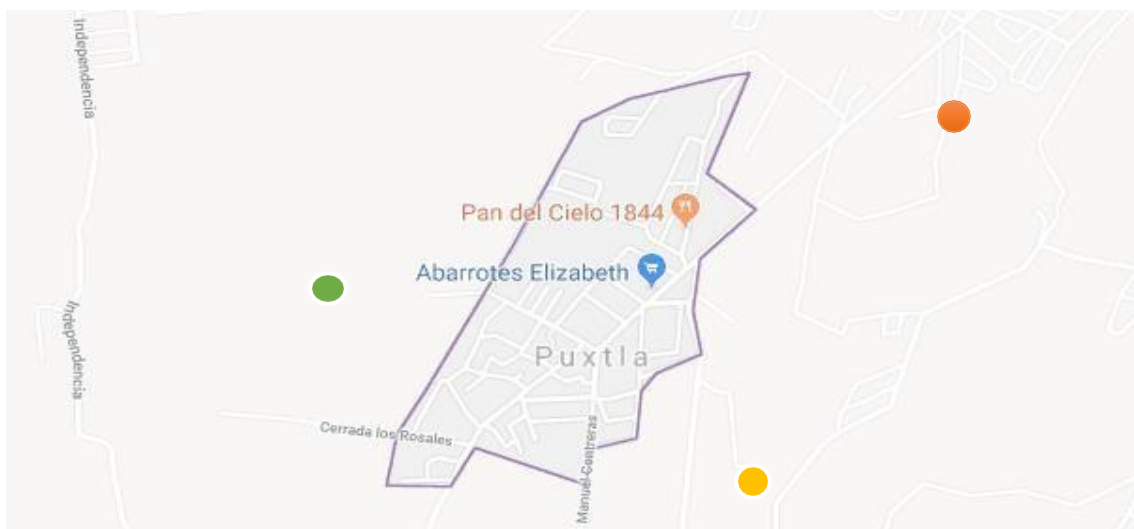 Independencia
Pan del Cielo 1844
Abarrotes Elizabeth
Independencia
Puxtla
Cerrada los Rosales
Manuel Contreras